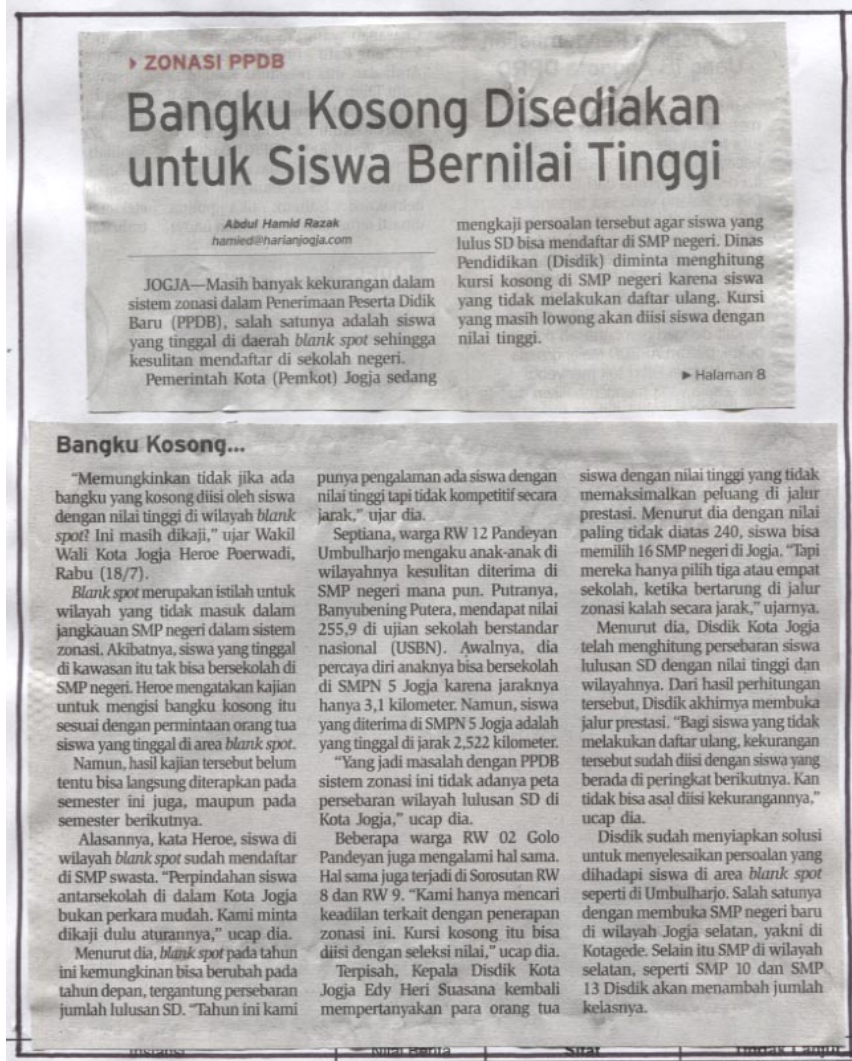 ZONASI PPDB
Bangku Kosong Disediakan
untuk Siswa Bernilai Tinggi
Abdul Hamid Razak
hamied@harianjogja.com
JOGJA—Masih banyak kekurangan dalam
sistem zonasi dalam Penerimaan Peserta Didik
Baru (PPDB), salah satunya adalah siswa
yang tinggal di daerah blank spot sehingga
kesulitan mendaftar di sekolah negeri.
Pemerintah Kota (Pemkot) Jogja sedang
mengkaji persoalan tersebut agar siswa yang
lulus SD bisa mendaftar di SMP negeri. Dinas
Pendidikan (Disdik) diminta menghitung
kursi kosong di SMP negeri karena siswa
yang tidak melakukan daftar ulang. Kursi
yang masih lowong akan diisi siswa dengan
nilai tinggi.
Halaman 8
Bangku Kosong...
"Memungkinkan tidak jika ada
bangku yang kosong diisi oleh siswa
dengan nilai tinggi di wilayah blank
spot? Ini masih dikaji," ujar Wakil
Wali Kota Jogja Heroe Poerwadi,
Rabu (18/7).
Blank spot merupakan istilah untuk
wilayah yang tidak masuk dalam
jangkauan SMP negeri dalam sistem
zonasi. Akibatnya, siswa yang tinggal
di kawasan itu tak bisa bersekolah di
SMP negeri. Heroe mengatakan kajian
untuk mengisi bangku kosong itu
sesuai dengan permintaan orang tua
siswa yang tinggal di area blank spot.
Namun, hasil kajian tersebut belum
tentu bisa langsung diterapkan pada
semester ini juga, maupun pada
semester berikutnya.
Alasannya, kata Heroe, siswa di
wilayah blank spot sudah mendaftar
di SMP swasta. "Perpindahan siswa
antarsekolah di dalam Kota Jogja
bukan perkara mudah. Kami minta
dikaji dulu aturannya," ucap dia.
Menurut dia, blank spot pada tahun
ini kemungkinan bisa berubah pada
tahun depan, tergantung persebaran
jumlah lulusan SD. "Tahun ini kami
punya pengalaman ada siswa dengan
nilai tinggi tapi tidak kompetitif secara
jarak," ujar dia.
Septiana, warga RW 12 Pandeyan
Umbulharjo mengaku anak-anak di
wilayahnya kesulitan diterima di
SMP negeri mana pun. Putranya,
Banyubening Putera, mendapat nilai
255,9 di ujian sekolah berstandar
nasional (USBN). Awalnya, dia
percaya diri anaknya bisa bersekolah
di SMPN 5 Jogja karena jaraknya
hanya 3,1 kilometer. Namun, siswa
yang diterima di SMPN 5 Jogja adalah
yang tinggal di jarak 2,522 kilometer.
"Yang jadi masalah dengan PPDB
sistem zonasi ini tidak adanya peta
persebaran wilayah lulusan SD di
Kota Jogja," ucap dia.
Beberapa warga RW 02 Golo
Pandeyan juga mengalami hal sama.
Hal sama juga terjadi di Sorosutan RW
8 dan RW 9. "Kami hanya mencari
keadilan terkait dengan penerapan
zonasi ini. Kursi kosong itu bisa
diisi dengan seleksi nilai," ucap dia.
Terpisah, Kepala Disdik Kota
Jogja Edy Heri Suasana kembali
mempertanyakan para orang tua
siswa dengan nilai tinggi yang tidak
memaksimalkan peluang di jalur
prestasi. Menurut dia dengan nilai
paling tidak diatas 240, siswa bisa
memilih 16 SMP negeri di Jogja. "Tapi
mereka hanya pilih tiga atau empat
sekolah, ketika bertarung di jalur
zonasi kalah secara jarak," ujarnya.
Menurut dia, Disdik Kota Jogja
telah menghitung persebaran siswa
lulusan SD dengan nilai tinggi dan
wilayahnya. Dari hasil perhitungan
tersebut, Disdik akhirnya membuka
jalur prestasi. "Bagi siswa yang tidak
melakukan daftar ulang, kekurangan
tersebut sudah diisi dengan siswa yang
berada di peringkat berikutnya. Kan
tidak bisa asal diisi kekurangannya,"
ucap dia.
Disdik sudah menyiapkan solusi
untuk menyelesaikan persoalan yang
dihadapi siswa di area blank spot
seperti di Umbulharjo. Salah satunya
dengan membuka SMP negeri baru
di wilayah Jogja selatan, yakni di
Kotagede. Selain itu SMP di wilayah
selatan, seperti SMP 10 dan SMP
13 Disdik akan menambah jumlah
kelasnya.